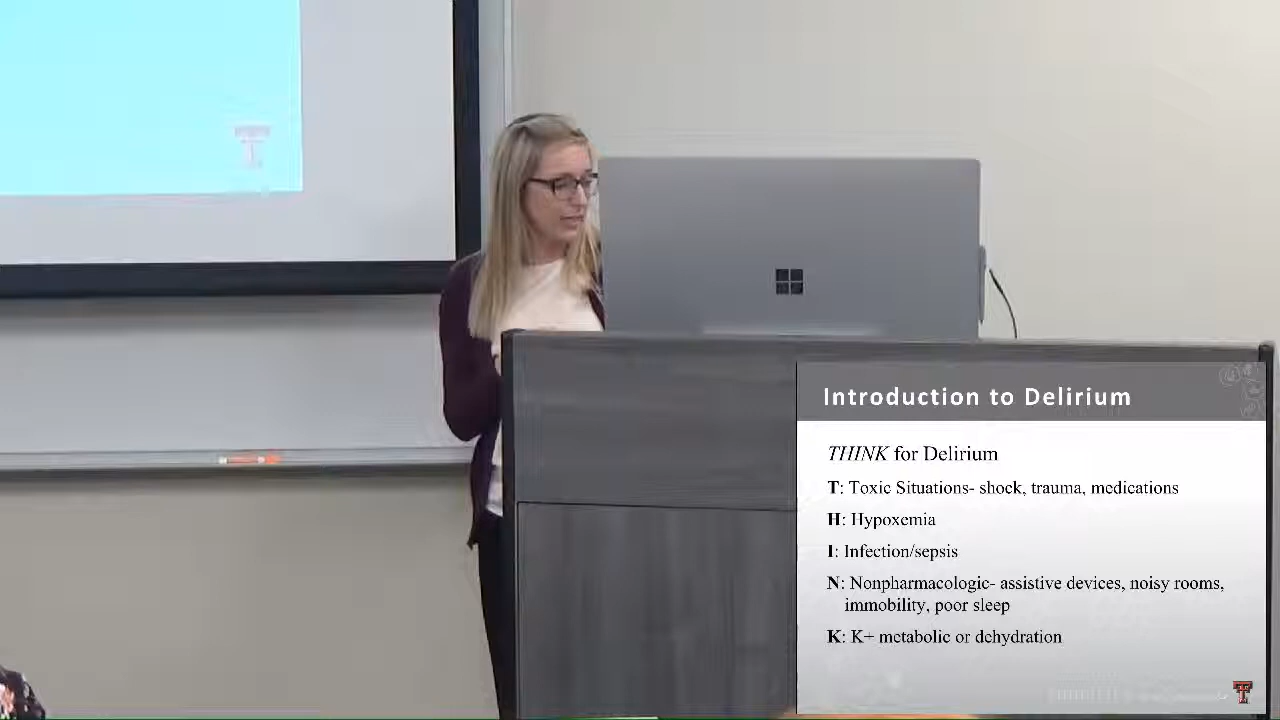 Introduction to Delirium
THINK for Delirium
T: Toxic Situations- shock, trauma, medications
H: Hypoxemia
I: Infection/sepsis
N: Nonpharmacologic- assistive devices, noisy rooms,
immobility, poor sleep
K: K+ metabolic or dehydration